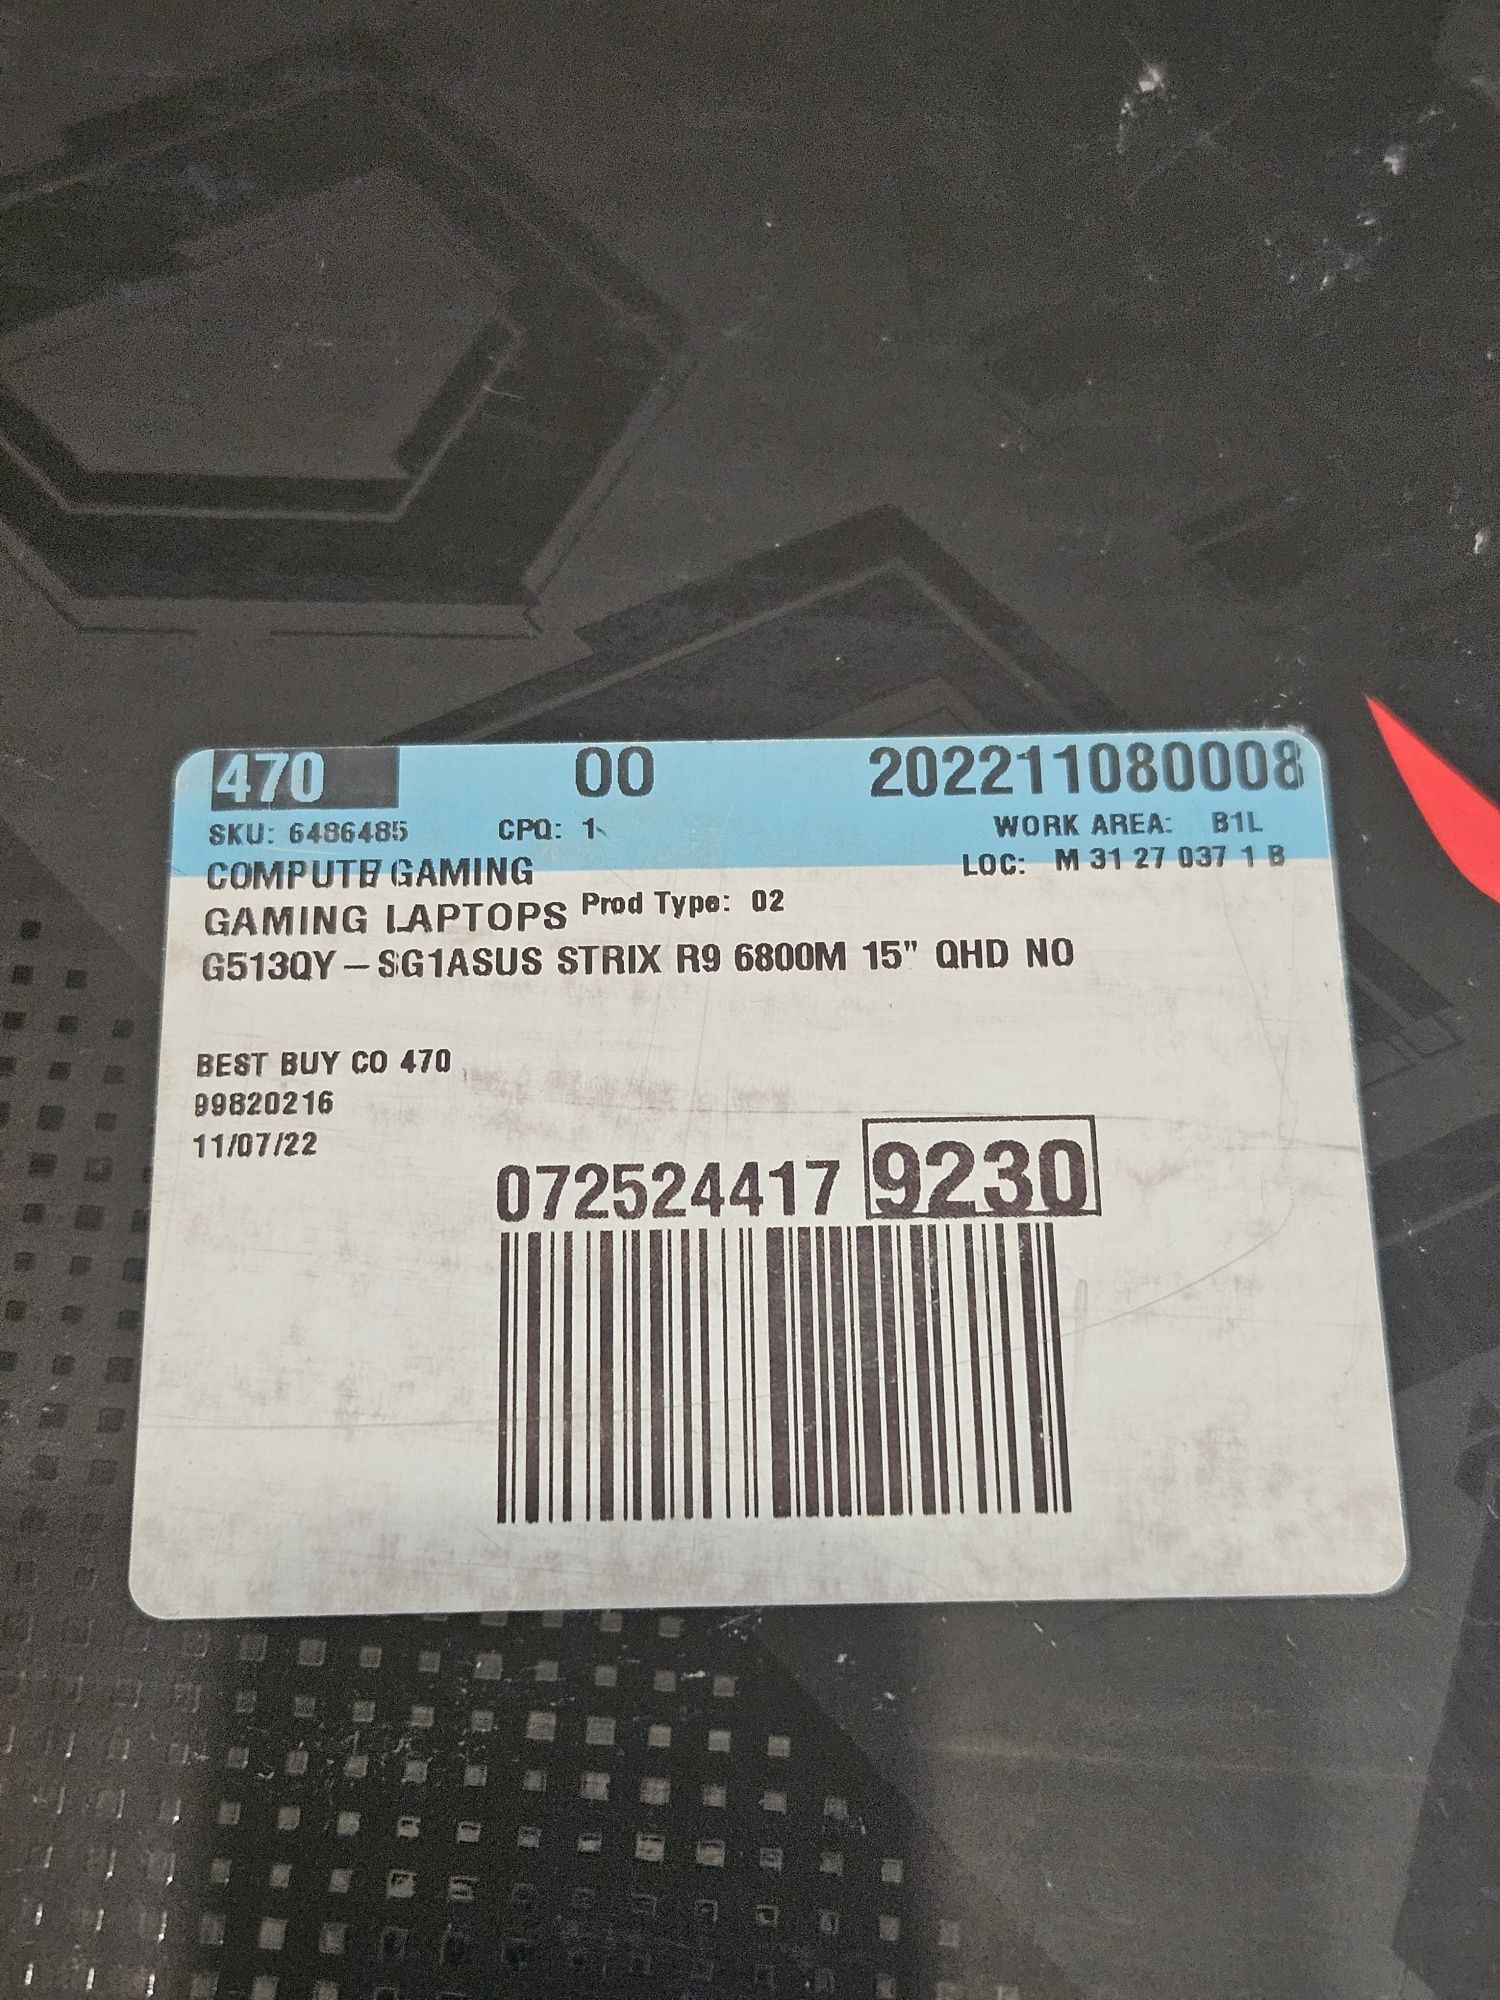 470 00 202211080008
SKU: 6486485 CPQ: 1 WORK AREA: B1L
COMPUTE/GAMING LOC: M 31 27 037 1 B
GAMING LAPTOPS Prod Type: 02
G513QY-SG1ASUS STRIX R9 6800M 15" QHD NO
BEST BUY CO 470
99820216
11/07/22
072524417 9230